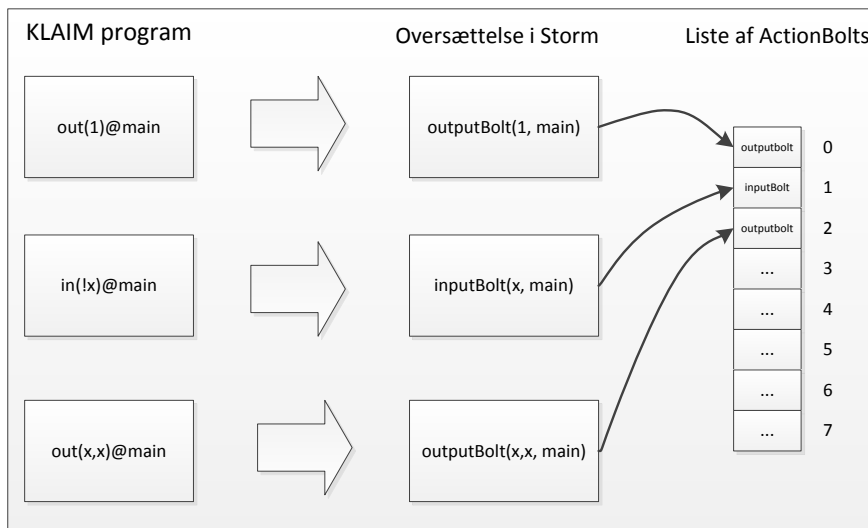 KLAIM program
Oversættelse i Storm
Liste af ActionBolts
out(1)@main
outputBolt(1, main)
outputbolt 0
inputBolt 1
outputbolt 2
in(!x)@main
inputBolt(x, main)
... 3
... 4
... 5
... 6
... 7
out(x,x)@main
outputBolt(x,x, main)